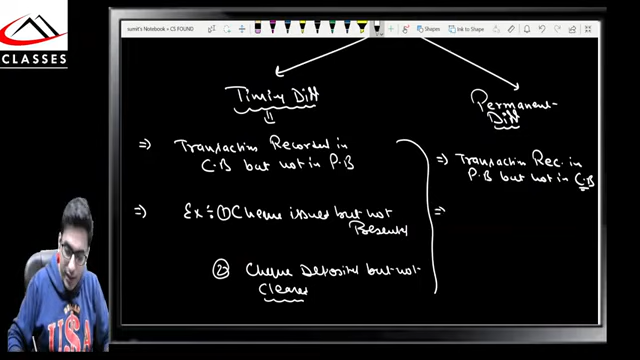 CLASSES
sumit's Notebook » CS FOUND
Shapes
Ink to Shape
Timing Diff
Permanent
Diff
⇒ Transaction Recorded in
C.B but not in P.B
⇒ Transaction Rec. in
P.B but not in C.B
⇒ Ex ÷ ① Cheque issued but not
Presented
⇒
② Cheque Deposited but not
Cleared
USA